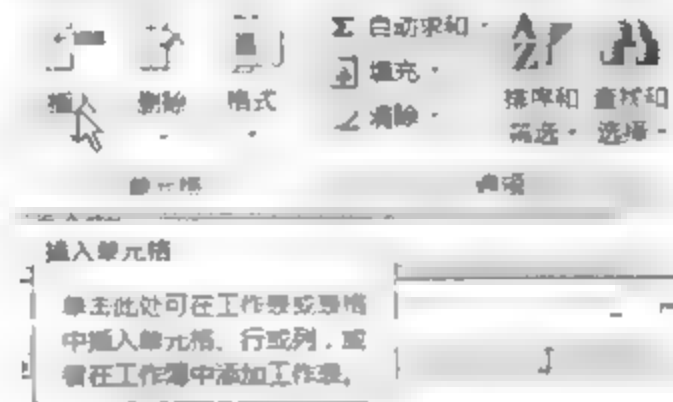 Σ 自动求和
填充
清除
插入 删除 格式
排序和 查找和
筛选 选择
单元格
插入单元格
单击此处可在工作表或表格
中插入单元格、行或列，或
者在工作簿中添加工作表。